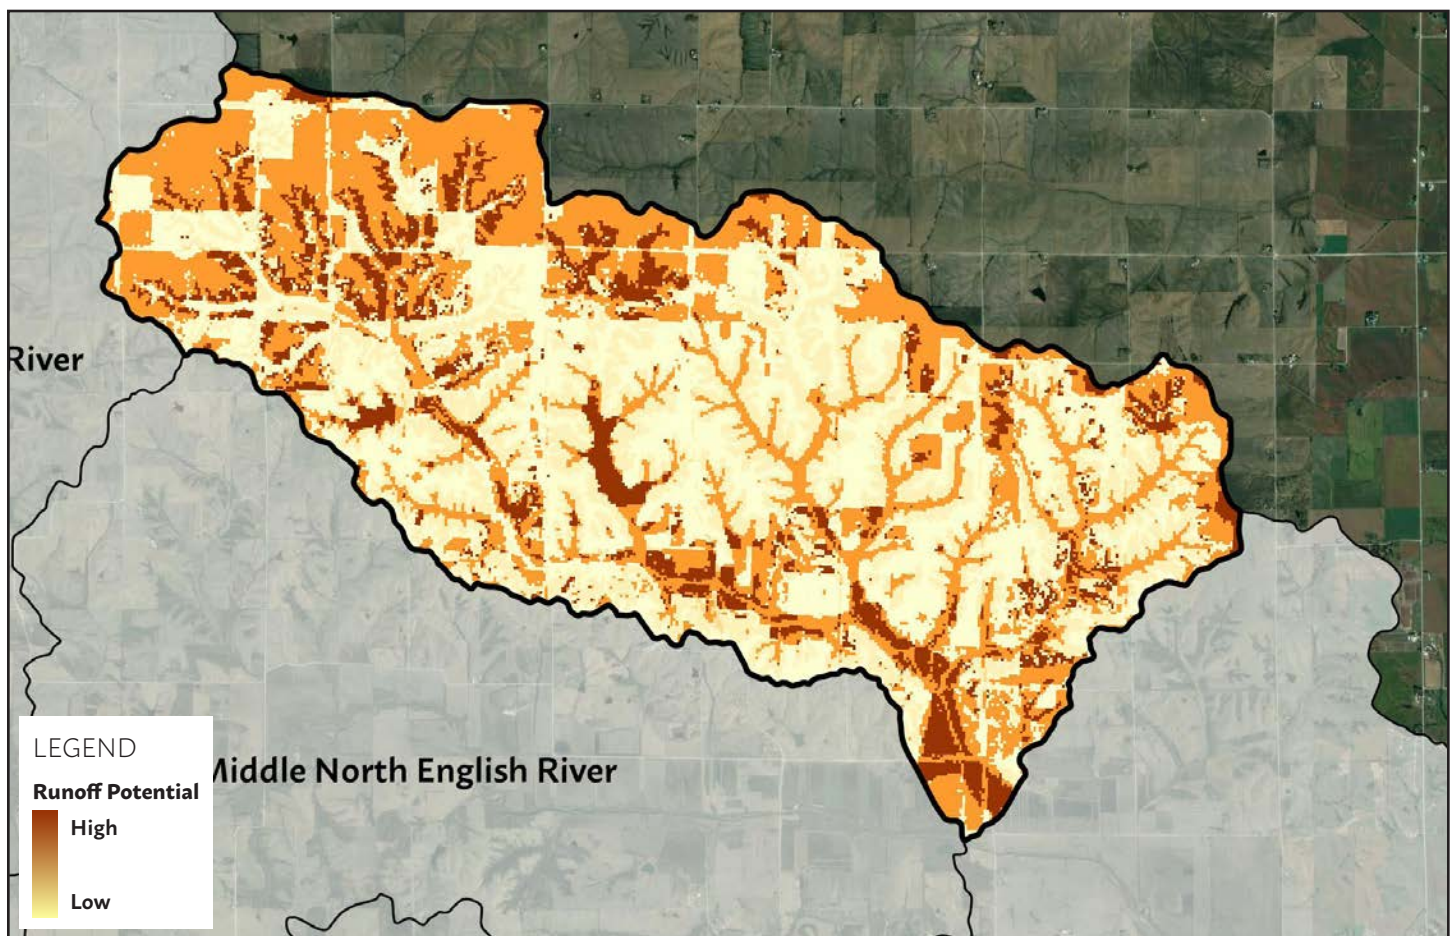 River
LEGEND
Middle North English River
Runoff Potential
High
Low